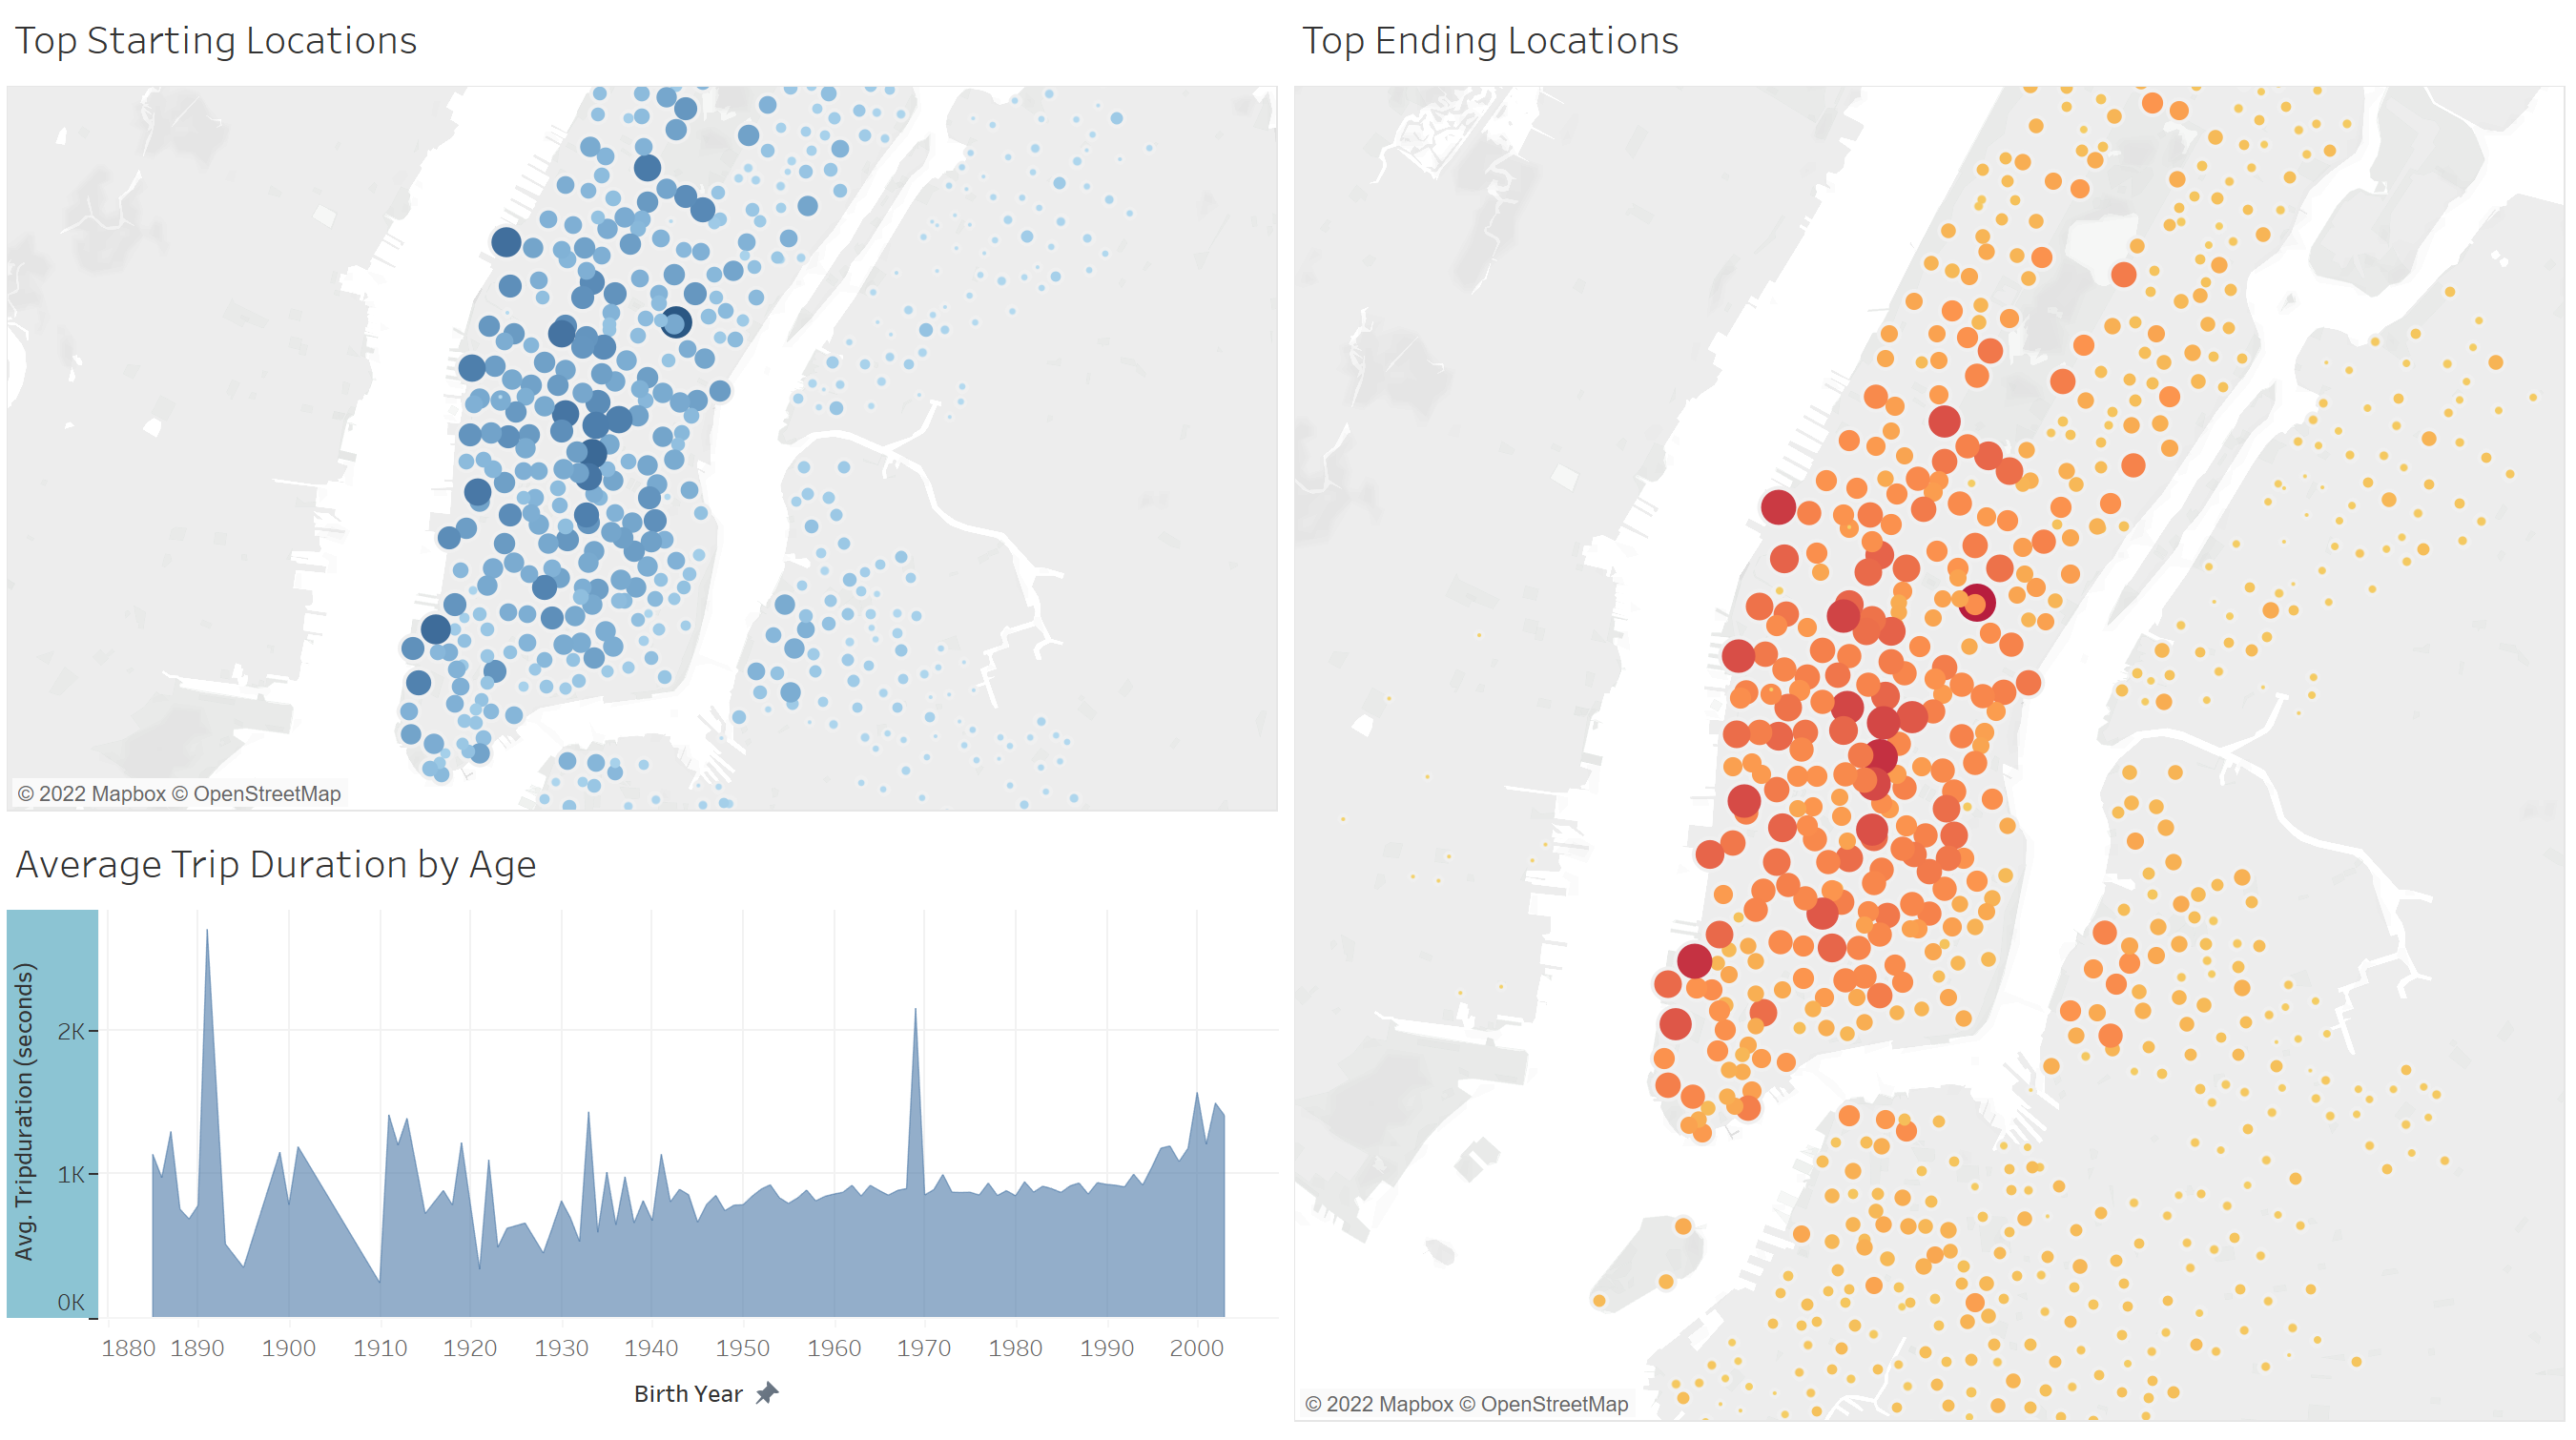 Top Starting Locations
© 2022 Mapbox © OpenStreetMap
Average Trip Duration by Age
Avg. Tripduration (seconds)
2K
1K
0K
1880 1890 1900 1910 1920 1930 1940 1950 1960 1970 1980 1990 2000
Birth Year
Top Ending Locations
© 2022 Mapbox © OpenStreetMap